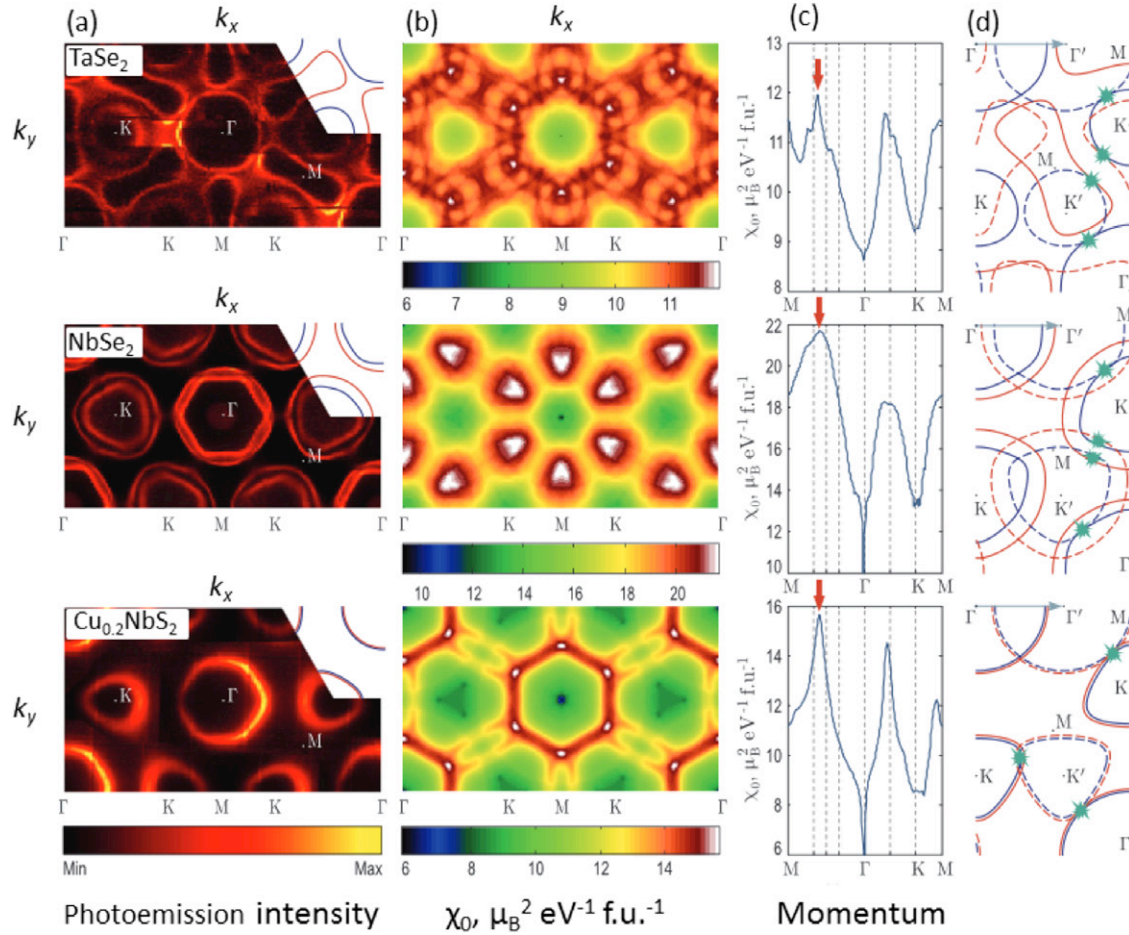 (a)
k_x
(b)
k_x
(c)
(d)
TaSe₂
k_y
.K
.Γ
.M
Γ K M K Γ
K M K Γ
6 7 8 9 10 11
χ₀, μ_B² eV⁻¹ f.u.⁻¹
13
12
11
10
9
8
M Γ K M
Γ Γ′ M
K
M
K K′
Γ
k_x
NbSe₂
k_y
.K
.Γ
.M
Γ K M K Γ
K M K Γ
10 12 14 16 18 20
χ₀, μ_B² eV⁻¹ f.u.⁻¹
22
20
18
16
14
12
10
M Γ K M
Γ Γ′ M
K
M
K K′
Γ
k_x
Cu₀.₂NbS₂
k_y
.K
.Γ
.M
Γ K M K Γ
K M K Γ
Min Max
6 8 10 12 14
χ₀, μ_B² eV⁻¹ f.u.⁻¹
16
14
12
10
8
6
M Γ K M
Γ Γ′ M
K
M
K K′
Γ
Photoemission intensity
χ₀, μ_B² eV⁻¹ f.u.⁻¹
Momentum